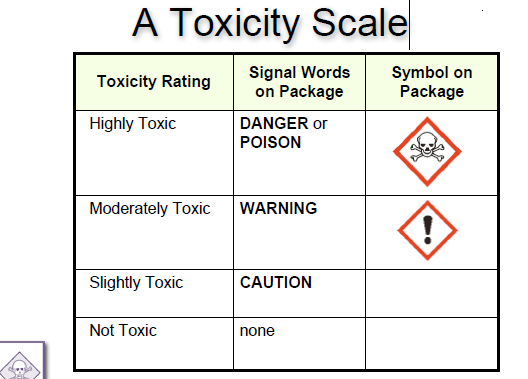 A Toxicity Scale
Toxicity Rating
Signal Words
on Package
Symbol on
Package
Highly Toxic
DANGER or
POISON
Moderately Toxic
WARNING
!
Slightly Toxic
CAUTION
Not Toxic
none